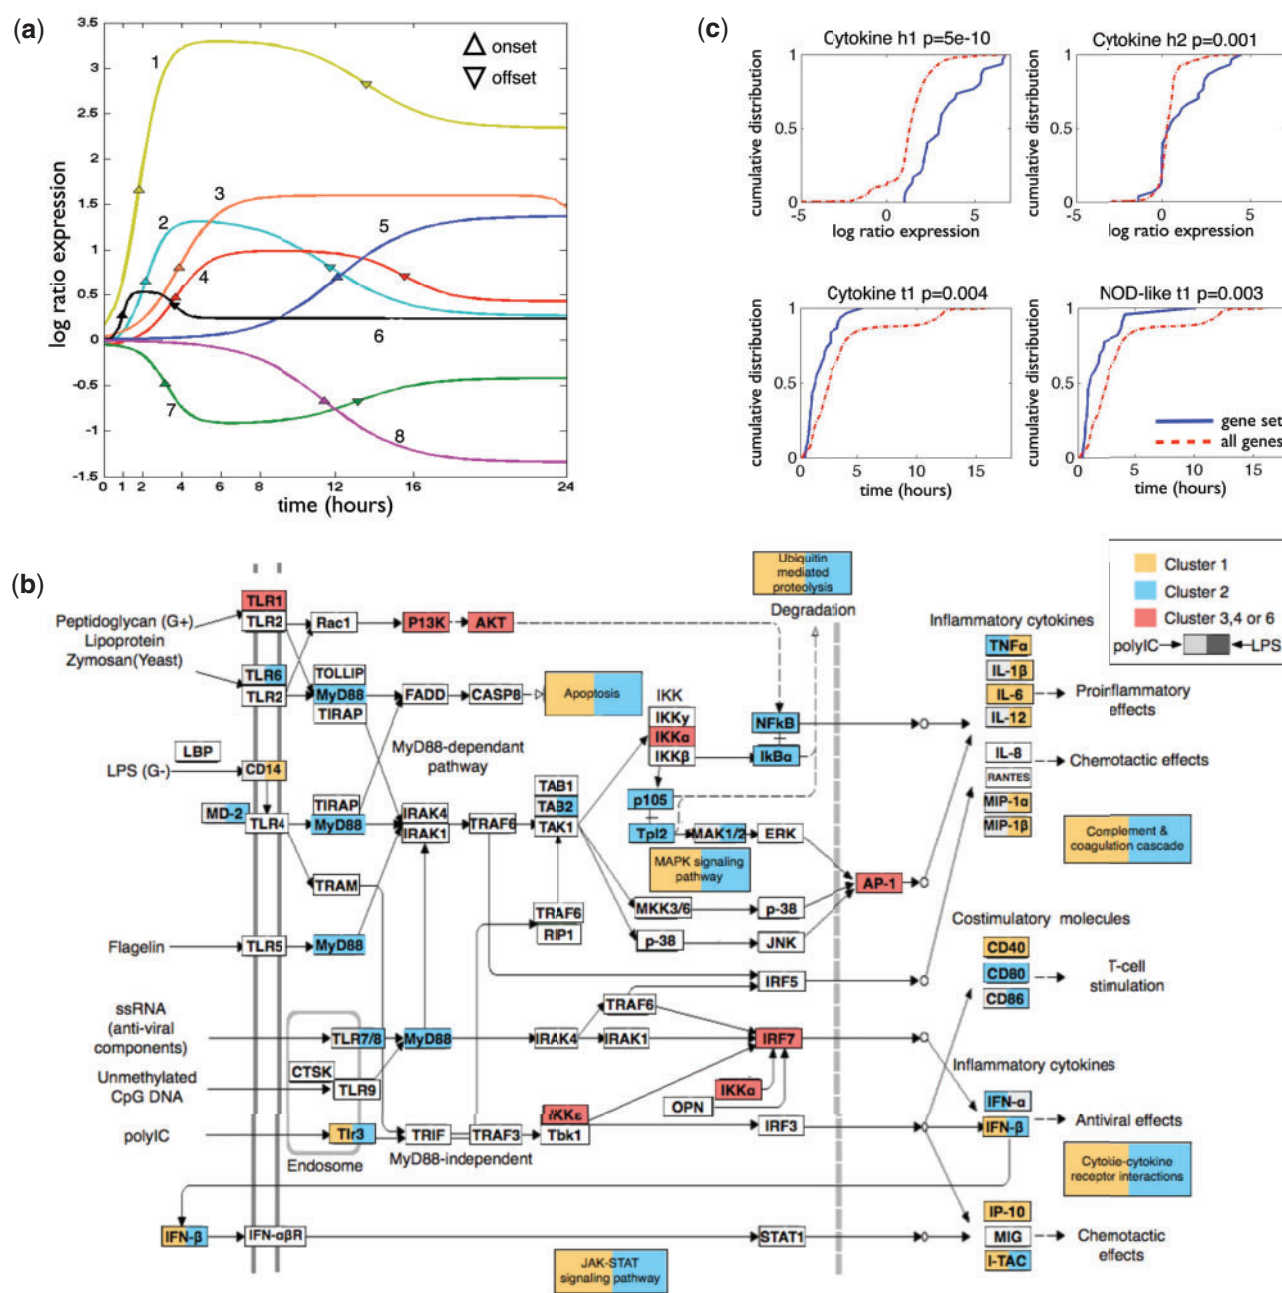 (a)
3.5
3
2.5
2
1.5
1
0.5
0
-0.5
-1
-1.5
log ratio expression
onset
offset
1
2
3
4
5
6
7
8
0 1 2 4 6 8 12 16 20 24
time (hours)
(c)
Cytokine h1 p=5e-10
cumulative distribution
1
0.5
0
-5 0 5
log ratio expression
Cytokine h2 p=0.001
cumulative distribution
1
0.5
0
-5 0 5
log ratio expression
Cytokine t1 p=0.004
cumulative distribution
1
0.5
0
0 5 10 15
time (hours)
NOD-like t1 p=0.003
cumulative distribution
1
0.5
0
0 5 10 15
time (hours)
gene set
all genes
(b)
Cluster 1
Cluster 2
Cluster 3,4 or 6
polyIC
LPS
Ubiquitin
mediated
proteolysis
Degradation
Peptidoglycan (G+)
Lipoprotein
Zymosan(Yeast)
TLR1
TLR2
Rac1
P13K
AKT
TLR6
TLR2
TOLLIP
MyD88
TIRAP
FADD
CASP8
Apoptosis
IKK
IKKγ
IKKα
IKKβ
NFkB
IkBα
LBP
LPS (G-)
CD14
MyD88-dependant
pathway
MD-2
TLR4
TIRAP
MyD88
IRAK4
IRAK1
TRAF6
TAB1
TAB2
TAK1
p105
Tpl2
MAK1/2
ERK
MAPK signaling
pathway
TRAM
AP-1
TRAF6
RIP1
MKK3/6
p-38
p-38
JNK
Flagelin
TLR5
MyD88
IRF5
ssRNA
(anti-viral
components)
TLR7/8
MyD88
IRAK4
TRAF6
IRAK1
IRF7
Unmethylated
CpG DNA
CTSK
TLR9
IKKα
OPN
polyIC
Tlr3
TRIF
TRAF3
IKKε
Tbk1
IRF3
Endosome
MyD88-independent
Inflammatory cytokines
TNFα
IL-1β
IL-6
IL-12
Proinflammatory
effects
IL-8
RANTES
MIP-1α
MIP-1β
Chemotactic effects
Complement &
coagulation cascade
Costimulatory molecules
CD40
CD80
CD86
T-cell
stimulation
Inflammatory cytokines
IFN-α
IFN-β
Antiviral effects
Cytokie-cytokine
receptor interactions
IFN-β
IFN-αβR
STAT1
IP-10
MIG
I-TAC
Chemotactic
effects
JAK-STAT
signaling pathway